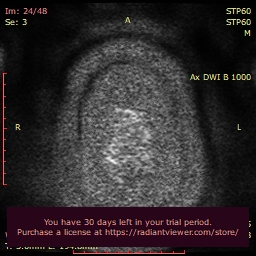 Im: 24/48
Se: 3
A
STP60
STP60
M
Ax DWI B 1000
R
L
You have 30 days left in your trial period.
Purchase a license at https://radiantviewer.com/store/